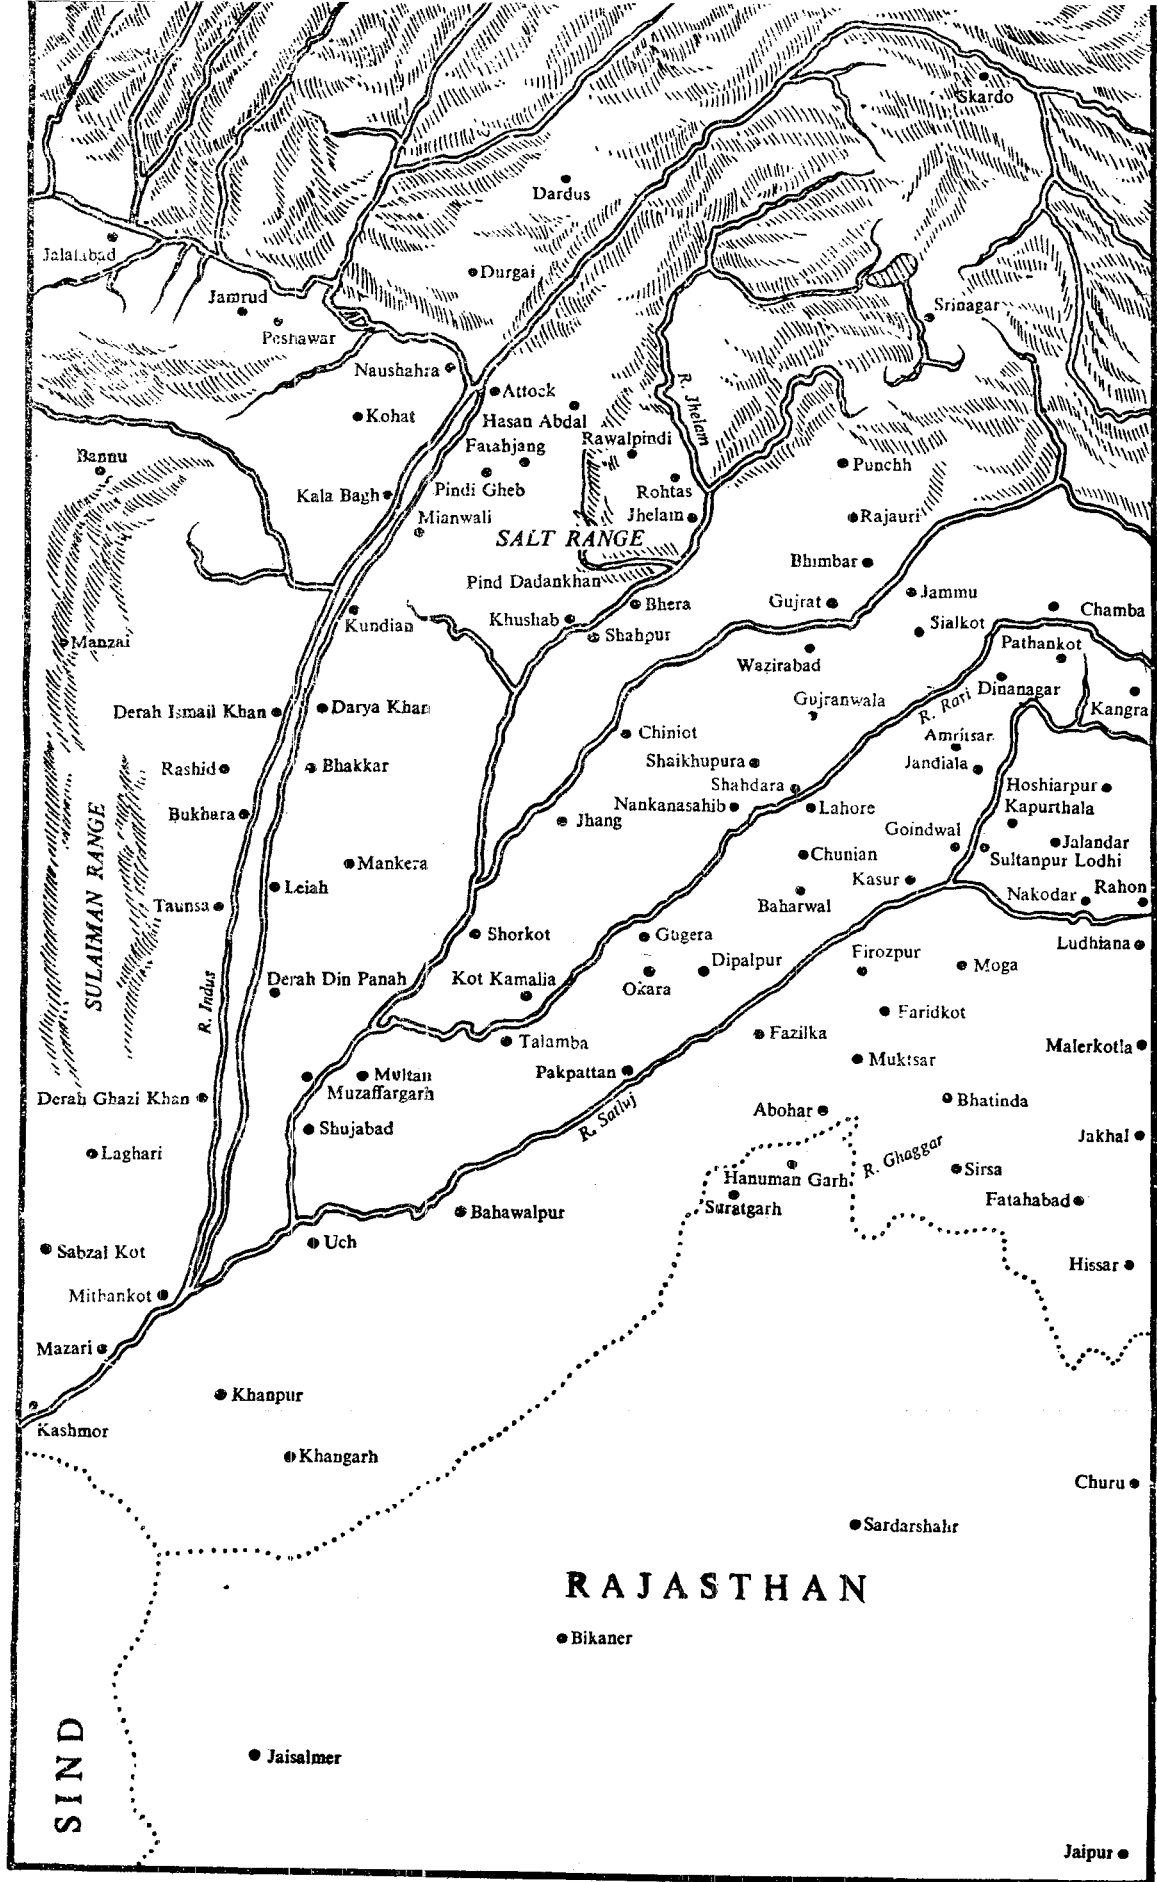 Skardo
Dardus
Jalalabad
Durgai
Jamrud
Srinagar
Peshawar
Naushahra
Attock
R. Jhelam
Hasan Abdal
Kohat
Fatahjang
Rawalpindi
Bannu
Punchh
Kala Bagh
Pindi Gheb
Rohtas
Mianwali
Jhelam
Rajauri
SALT RANGE
Bhimbar
Pind Dadankhan
Jammu
Bhera
Gujrat
Chamba
Kundian
Khushab
Sialkot
Shahpur
Manzai
Pathankot
Wazirabad
Dinanagar
Derah Ismail Khan
Darya Khan
Gujranwala
R. Rari
Kangra
Chiniot
Amritsar
Rashid
Bhakkar
Shaikhupura
Jandiala
Shahdara
Hoshiarpur
Bukhara
Nankanasahib
Lahore
Kapurthala
Jhang
Goindwal
Jalandar
SULAIMAN RANGE
Mankera
Chunian
Sultanpur Lodhi
Leiah
Kasur
Nakodar
Rahon
Taunsa
Baharwal
Shorkot
Gugera
Ludhiana
Firozpur
Dipalpur
Moga
Derah Din Panah
Kot Kamalia
Okara
R. Indus
Faridkot
Talamba
Fazilka
Malerkotla
Muktsar
Multan
Pakpattan
Muzaffargarh
Derah Ghazi Khan
Bhatinda
Abohar
R. Satluj
Shujabad
Jakhal
Laghari
R. Ghaggar
Sirsa
Hanuman Garh
Fatahabad
Suratgarh
Bahawalpur
Uch
Sabzal Kot
Hissar
Mithankot
Mazari
Khanpur
Kashmor
Khangarh
Churu
Sardarshahr
RAJASTHAN
Bikaner
SIND
Jaisalmer
Jaipur